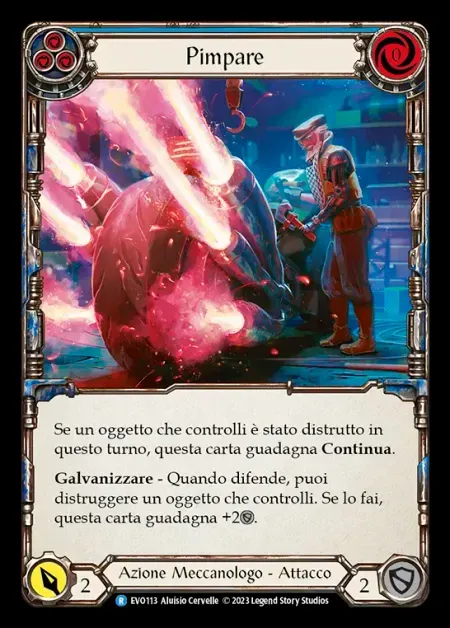 Pimpare
0
Se un oggetto che controlli è stato distrutto in
questo turno, questa carta guadagna Continua.
Galvanizzare - Quando difende, puoi
distruggere un oggetto che controlli. Se lo fai,
questa carta guadagna +2.
2 Azione Meccanologo - Attacco 2
R EVO113 Aluisio Cervelle © 2023 Legend Story Studios